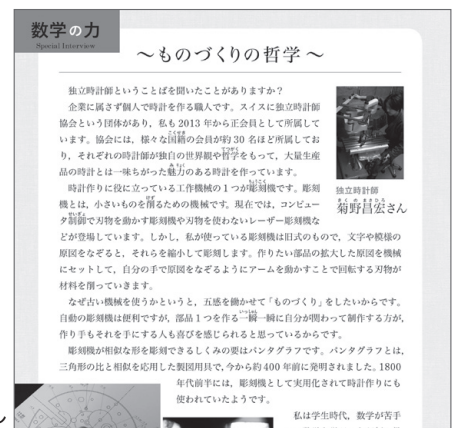 数学の力
Special Interview
～ものづくりの哲学～
独立時計師ということばを聞いたことがありますか?
企業に属さず個人で時計を作る職人です。スイスに独立時計師
協会という団体があり，私も2013年から正会員として所属して
います。協会には，様々な国籍の会員が約30名ほど所属してお
り，それぞれの時計師が独自の世界観や哲学をもって，大量生産
品の時計とは一味ちがった魅力のある時計を作っています。
時計作りに役に立っている工作機械の1つが彫刻機です。彫刻
機とは，小さいものを削るための機械です。現在では，コンピュー
タ制御で刃物を動かす彫刻機や刃物を使わないレーザー彫刻機な
どが登場しています。しかし，私が使っている彫刻機は旧式のもので，文字や模様の
原図をなぞると，それらを縮小して彫刻します。作りたい部品の拡大した原図を機械
にセットして，自分の手で原図をなぞるようにアームを動かすことで回転する刃物が
材料を削っていきます。
独立時計師
菊野昌宏さん
なぜ古い機械を使うかというと，五感を働かせて「ものづくり」をしたいからです。
自動の彫刻機は便利ですが，部品1つを作る一瞬一瞬に自分が関わって制作する方が，
作り手もそれを手にする人も喜びを感じられると思っているからです。
彫刻機が相似な形を彫刻できるしくみの要はパンタグラフです。パンタグラフとは，
三角形の比と相似を応用した製図用具で，今から約400年前に発明されました。1800
年代前半には，彫刻機として実用化されて時計作りにも
使われていたようです。
私は学生時代，数学が苦手